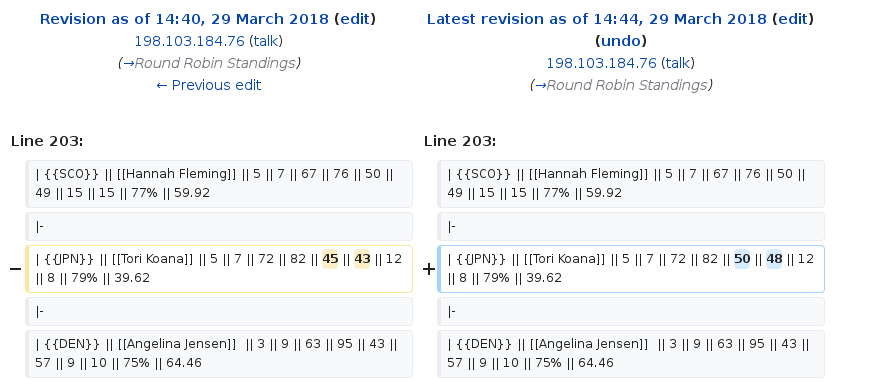 Revision as of 14:40, 29 March 2018 (edit)
198.103.184.76 (talk)
(→Round Robin Standings)
← Previous edit
Latest revision as of 14:44, 29 March 2018 (edit)
(undo)
198.103.184.76 (talk)
(→Round Robin Standings)
Line 203:
| {{SCO}} || [[Hannah Fleming]] || 5 || 7 || 67 || 76 || 50 ||
49 || 15 || 15 || 77% || 59.92
|-
− | {{JPN}} || [[Tori Koana]] || 5 || 7 || 72 || 82 || 45 || 43 || 12
|| 8 || 79% || 39.62
|-
| {{DEN}} || [[Angelina Jensen]]  || 3 || 9 || 63 || 95 || 43 ||
57 || 9 || 10 || 75% || 64.46
Line 203:
| {{SCO}} || [[Hannah Fleming]] || 5 || 7 || 67 || 76 || 50 ||
49 || 15 || 15 || 77% || 59.92
|-
+ | {{JPN}} || [[Tori Koana]] || 5 || 7 || 72 || 82 || 50 || 48 || 12
|| 8 || 79% || 39.62
|-
| {{DEN}} || [[Angelina Jensen]]  || 3 || 9 || 63 || 95 || 43 ||
57 || 9 || 10 || 75% || 64.46